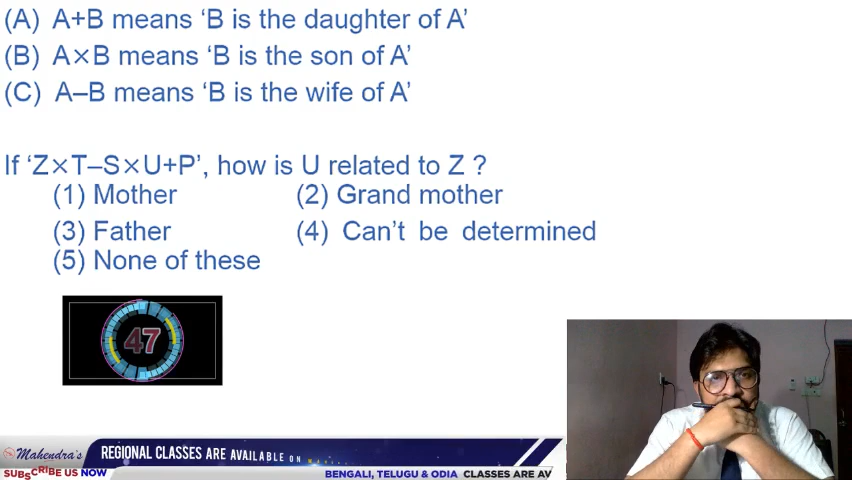 (A) A+B means ‘B is the daughter of A’
(B) A×B means ‘B is the son of A’
(C) A–B means ‘B is the wife of A’
If ‘Z×T–S×U+P’, how is U related to Z ?
(1) Mother (2) Grand mother
(3) Father (4) Can’t be determined
(5) None of these
47
Mahendra's REGIONAL CLASSES ARE AVAILABLE ON
SUBSCRIBE US NOW BENGALI, TELUGU & ODIA CLASSES ARE AV